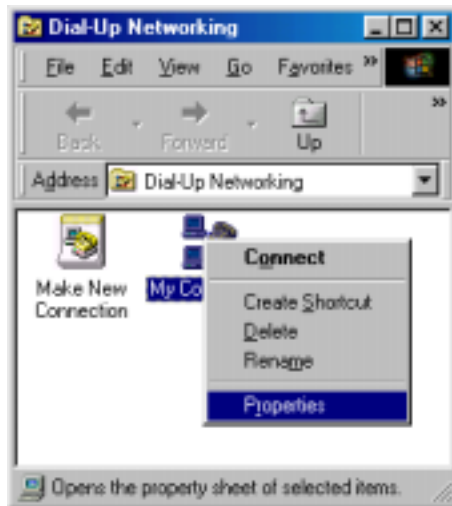 Dial-Up Networking
File Edit View Go Favorites »
Back Forward Up »
Address Dial-Up Networking
Make New
Connection
My Co
Connect
Create Shortcut
Delete
Rename
Properties
Opens the property sheet of selected items.